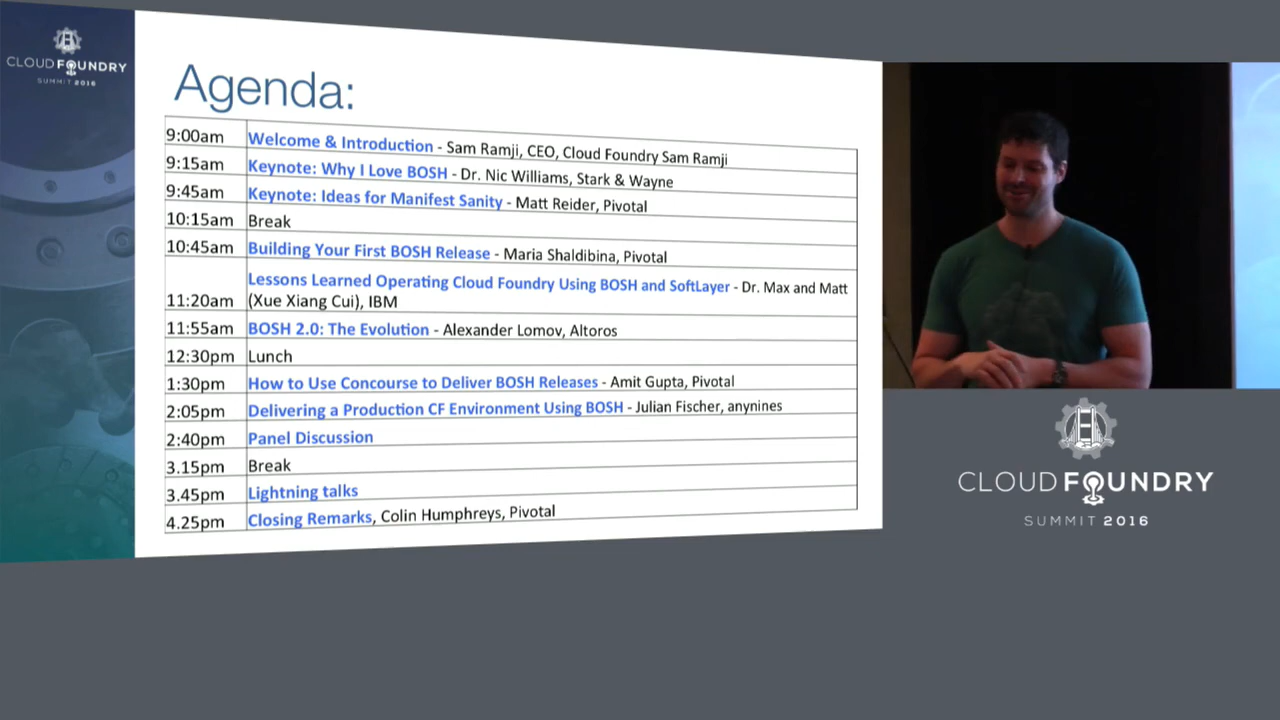 CLOUD FOUNDRY
SUMMIT 2016
Agenda:
9:00am Welcome & Introduction - Sam Ramji, CEO, Cloud Foundry Sam Ramji
9:15am Keynote: Why I Love BOSH - Dr. Nic Williams, Stark & Wayne
9:45am Keynote: Ideas for Manifest Sanity - Matt Reider, Pivotal
10:15am Break
10:45am Building Your First BOSH Release - Maria Shaldibina, Pivotal
Lessons Learned Operating Cloud Foundry Using BOSH and SoftLayer - Dr. Max and Matt
11:20am (Xue Xiang Cui), IBM
11:55am BOSH 2.0: The Evolution - Alexander Lomov, Altoros
12:30pm Lunch
1:30pm How to Use Concourse to Deliver BOSH Releases - Amit Gupta, Pivotal
2:05pm Delivering a Production CF Environment Using BOSH - Julian Fischer, anynines
2:40pm Panel Discussion
3.15pm Break
3.45pm Lightning talks
4.25pm Closing Remarks, Colin Humphreys, Pivotal
CLOUD FOUNDRY
SUMMIT 2016